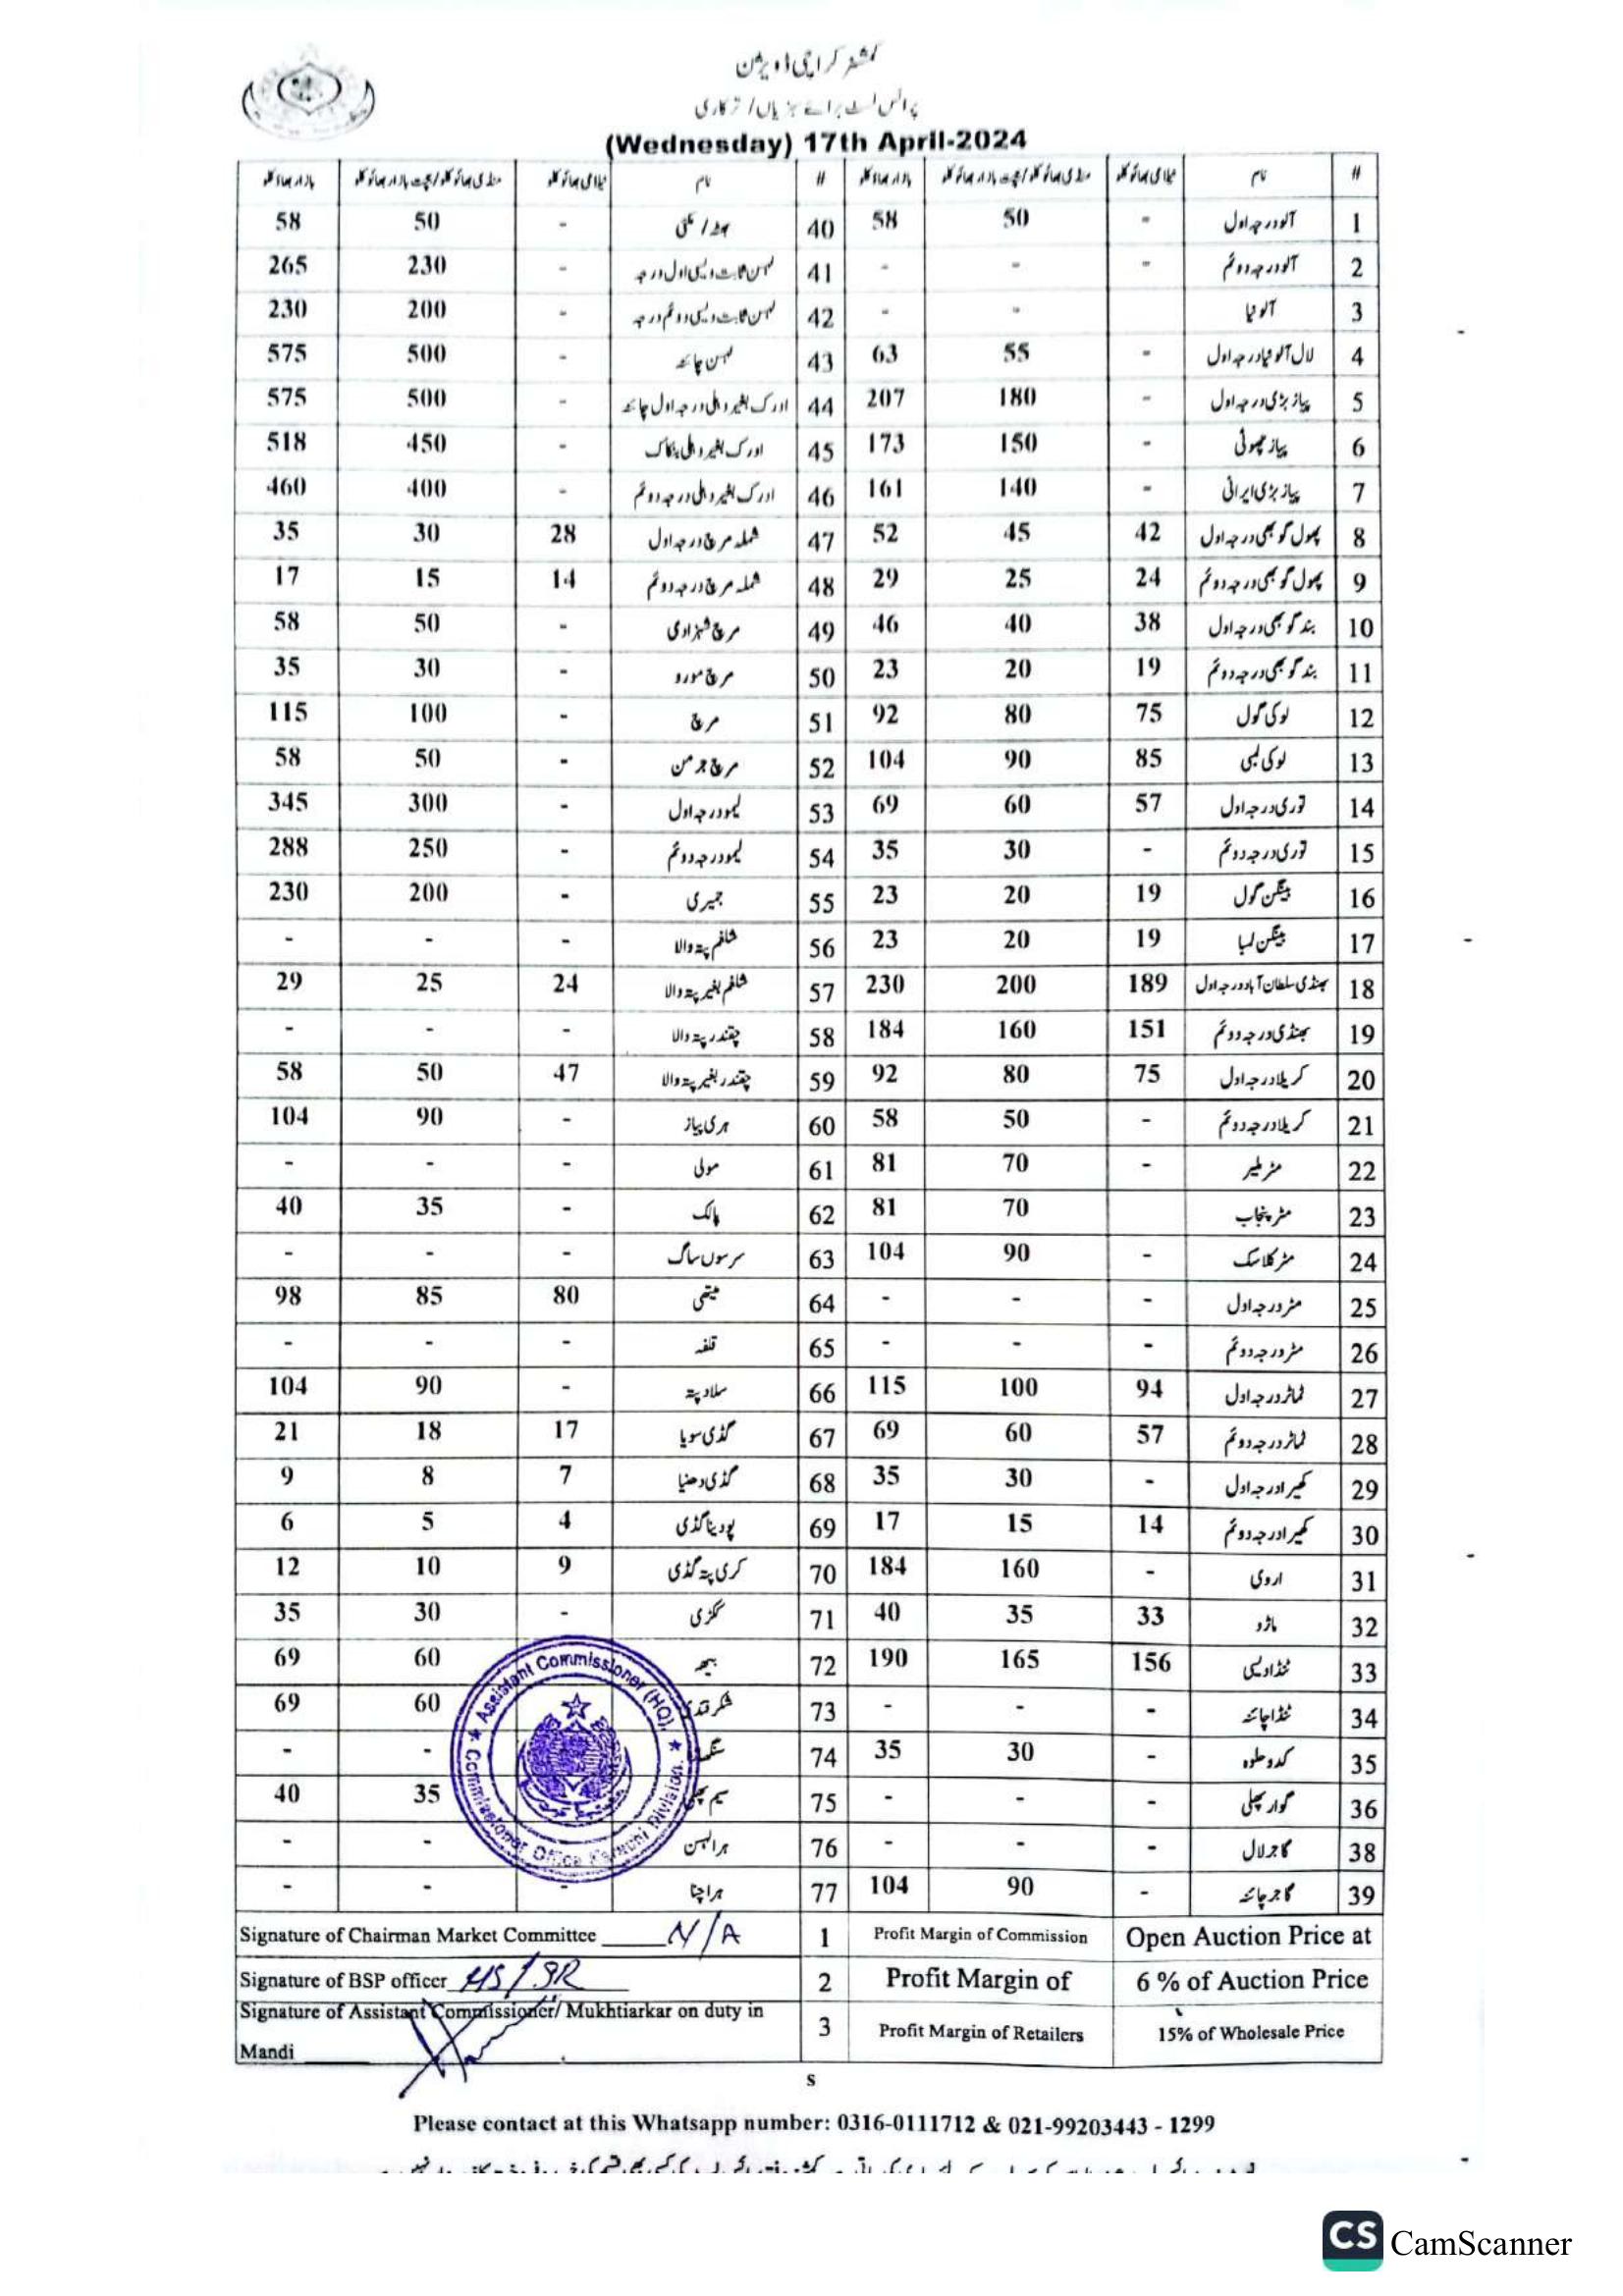 کمشنر کراچی ڈویژن
پرائس لسٹ برائے سبزیاں/ ترکاری
(Wednesday) 17th April-2024
# نام نیلامی بھاؤ کلو منڈی بھاؤ کلو/بچت بازار بھاؤ کلو بازار بھاؤ کلو # نام نیلامی بھاؤ کلو منڈی بھاؤ کلو/بچت بازار بھاؤ کلو بازار بھاؤ کلو
1 آلو درجہ اول - 50 58 40 بھٹہ/ مکئی - 50 58
2 آلو درجہ دوئم - - - 41 لہسن ثابت دیسی اول درجہ - 230 265
3 آلو نیا - - 42 لہسن ثابت دیسی دوئم درجہ - 200 230
4 لال آلو نیا درجہ اول - 55 63 43 لہسن چائنہ - 500 575
5 پیاز بڑی درجہ اول - 180 207 44 ادرک بغیر دھلی درجہ اول چائنہ - 500 575
6 پیاز چھوٹی - 150 173 45 ادرک بغیر دھلی بنکاک - 450 518
7 پیاز بڑی ایرانی - 140 161 46 ادرک بغیر دھلی درجہ دوئم - 400 460
8 پھول گوبھی درجہ اول 42 45 52 47 شملہ مرچ درجہ اول 28 30 35
9 پھول گوبھی درجہ دوئم 24 25 29 48 شملہ مرچ درجہ دوئم 14 15 17
10 بند گوبھی درجہ اول 38 40 46 49 مرچ شہزادی - 50 58
11 بند گوبھی درجہ دوئم 19 20 23 50 مرچ مورو - 30 35
12 لوکی گول 75 80 92 51 مرچ - 100 115
13 لوکی لمبی 85 90 104 52 مرچ جرمن - 50 58
14 توری درجہ اول 57 60 69 53 لیمو درجہ اول - 300 345
15 توری درجہ دوئم - 30 35 54 لیمو درجہ دوئم - 250 288
16 بینگن گول 19 20 23 55 جمیری - 200 230
17 بینگن لمبا 19 20 23 56 شلغم پتہ والا - - -
18 بھنڈی سلطان آباد درجہ اول 189 200 230 57 شلغم بغیر پتہ والا 24 25 29
19 بھنڈی درجہ دوئم 151 160 184 58 چقندر پتہ والا - - -
20 کریلا درجہ اول 75 80 92 59 چقندر بغیر پتہ والا 47 50 58
21 کریلا درجہ دوئم - 50 58 60 ہری پیاز - 90 104
22 مٹر ملیر - 70 81 61 مولی - - -
23 مٹر پنجاب 70 81 62 پالک - 35 40
24 مٹر کلاسک - 90 104 63 سرسوں ساگ - - -
25 مٹر درجہ اول - - - 64 میتھی 80 85 98
26 مٹر درجہ دوئم - - - 65 قلفہ - - -
27 ٹماٹر درجہ اول 94 100 115 66 سلاد پتہ - 90 104
28 ٹماٹر درجہ دوئم 57 60 69 67 گڈی سویا 17 18 21
29 کھیرا درجہ اول - 30 35 68 گڈی دھنیا 7 8 9
30 کھیرا درجہ دوئم 14 15 17 69 پودینا گڈی 4 5 6
31 اروی - 160 184 70 کری پتہ گڈی 9 10 12
32 33 35 40 71 ککڑی - 30 35
33 ٹنڈا دیسی 156 165 190 72 بیھ 60 69
34 ٹنڈا چائنہ - - - 73 شکر قندی 60 69
35 کدو حلوہ - 30 35 74 - -
36 گوار پھلی - - - 75 سیم 35 40
38 گاجر لال - - - 76 ہرا لہسن - -
39 گاجر چائنہ - 90 104 77 ہرا چنا - - -
Signature of Chairman Market Committee N/A 1 Profit Margin of Commission Open Auction Price at
Signature of BSP officer 2 Profit Margin of 6 % of Auction Price
Signature of Assistant Commissioner/ Mukhtiarkar on duty in Mandi 3 Profit Margin of Retailers 15% of Wholesale Price
s
Assistant Commissioner (HQ),
Commissioner Office Karachi Division.
Please contact at this Whatsapp number: 0316-0111712 & 021-99203443 - 1299
CS CamScanner